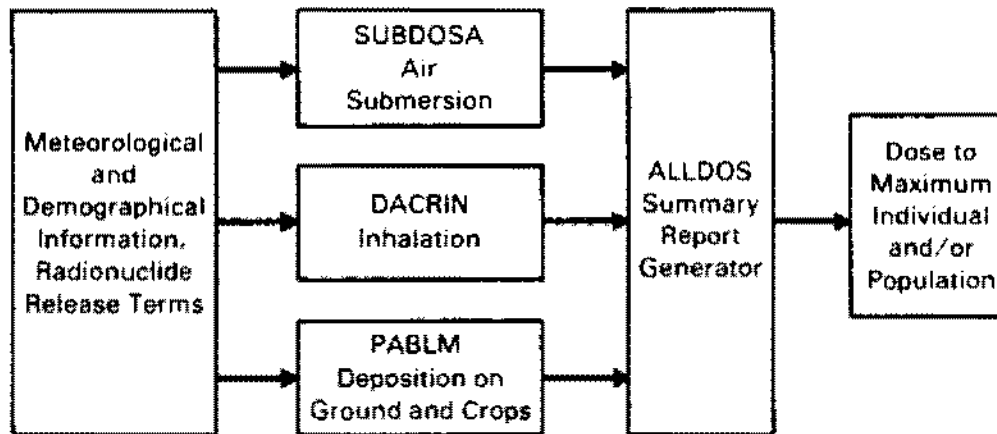 Meteorological
and
Demographical
Information,
Radionuclide
Release Terms
SUBDOSA
Air
Submersion
DACRIN
Inhalation
PABLM
Deposition on
Ground and Crops
ALLDOS
Summary
Report
Generator
Dose to
Maximum
Individual
and/or
Population